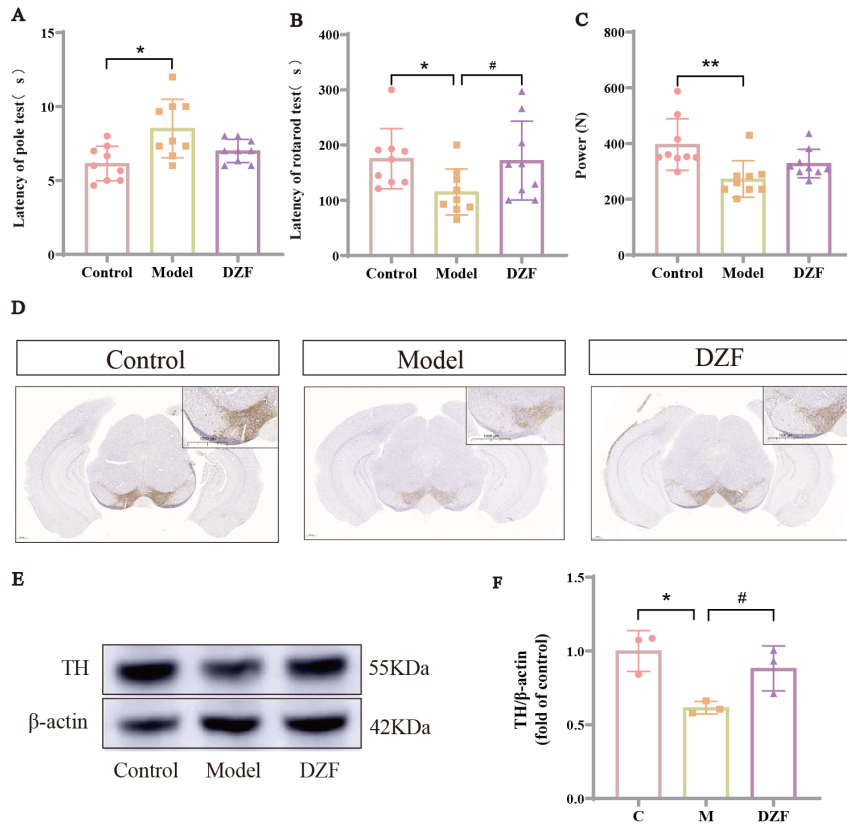 A
Latency of pole test( s)
15
10
5
0
*
Control Model DZF
B
Latency of rotarod test( s)
400
300
200
100
0
* #
Control Model DZF
C
Power (N)
800
600
400
200
0
**
Control Model DZF
D
Control Model DZF
1000 μm
E
TH 55KDa
β-actin 42KDa
Control Model DZF
F
TH/β-actin
(fold of control)
1.5
1.0
0.5
0.0
* #
C M DZF